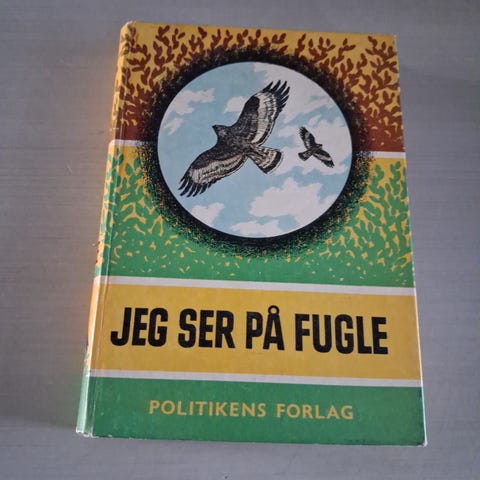 JEG SER PÅ FUGLE
POLITIKENS FORLAG